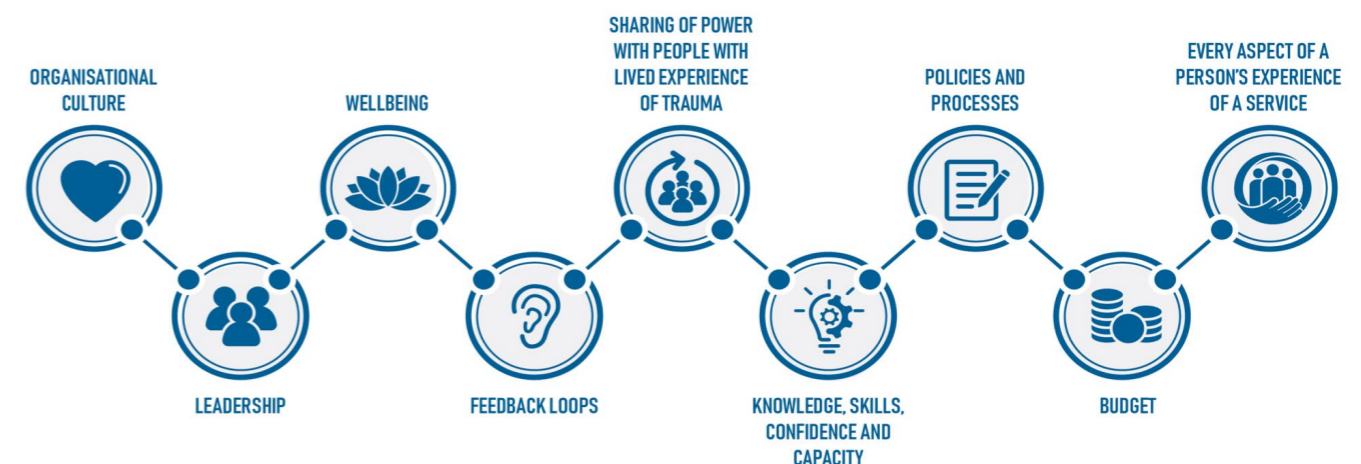 ORGANISATIONAL
CULTURE
LEADERSHIP
WELLBEING
FEEDBACK LOOPS
SHARING OF POWER
WITH PEOPLE WITH
LIVED EXPERIENCE
OF TRAUMA
KNOWLEDGE, SKILLS,
CONFIDENCE AND
CAPACITY
POLICIES AND
PROCESSES
BUDGET
EVERY ASPECT OF A
PERSON'S EXPERIENCE
OF A SERVICE